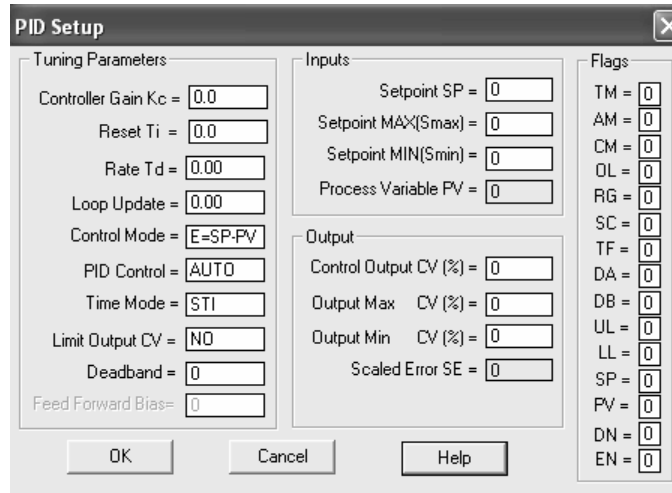 PID Setup
Tuning Parameters
Controller Gain Kc = 0.0
Reset Ti = 0.0
Rate Td = 0.00
Loop Update = 0.00
Control Mode = E=SP-PV
PID Control = AUTO
Time Mode = STI
Limit Output CV = NO
Deadband = 0
Feed Forward Bias= 0
Inputs
Setpoint SP = 0
Setpoint MAX(Smax) = 0
Setpoint MIN(Smin) = 0
Process Variable PV = 0
Output
Control Output CV (%) = 0
Output Max CV (%) = 0
Output Min CV (%) = 0
Scaled Error SE = 0
Flags
TM = 0
AM = 0
CM = 0
OL = 0
RG = 0
SC = 0
TF = 0
DA = 0
DB = 0
UL = 0
LL = 0
SP = 0
PV = 0
DN = 0
EN = 0
OK
Cancel
Help